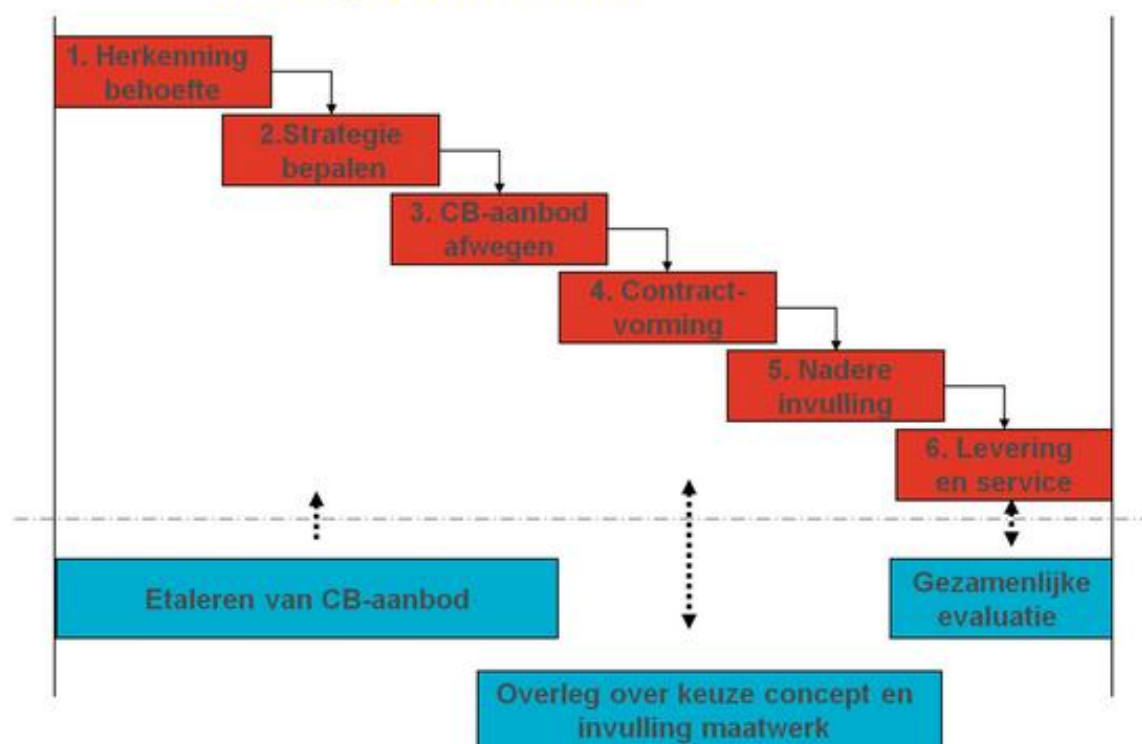 1. Herkenning
behoefte
2.Strategie
bepalen
3. CB-aanbod
afwegen
4. Contract-
vorming
5. Nadere
invulling
6. Levering
en service
Etaleren van CB-aanbod
Gezamenlijke
evaluatie
Overleg over keuze concept en
invulling maatwerk